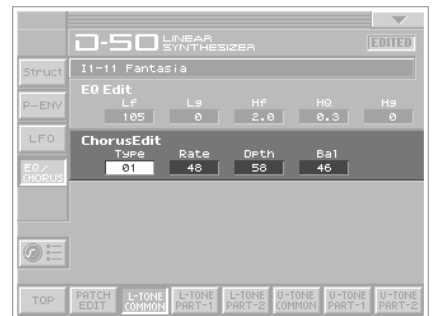 D-50 LINEAR SYNTHESIZER EDITED
Struct
I1-11 Fantasia
P-ENV
EQ Edit
Lf Lg Hf HQ Hg
105 0 2.0 0.3 0
LFO
ChorusEdit
Type Rate Dpth Bal
01 48 58 46
EQ/
CHORUS
TOP
PATCH EDIT
L-TONE COMMON
L-TONE PART-1
L-TONE PART-2
U-TONE COMMON
U-TONE PART-1
U-TONE PART-2